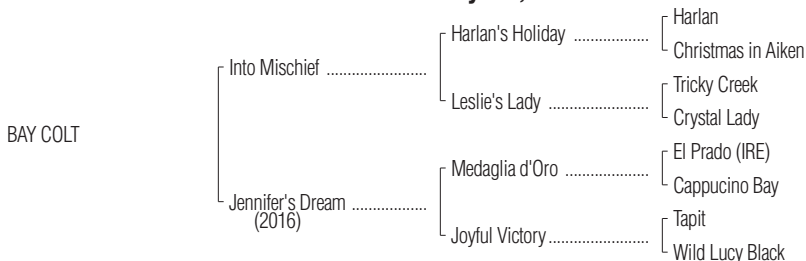 Harlan
Harlan's Holiday ..................
Christmas in Aiken
Into Mischief ........................
Tricky Creek
Leslie's Lady ........................
Crystal Lady
BAY COLT
El Prado (IRE)
Medaglia d'Oro ....................
Cappucino Bay
Jennifer's Dream ..................
(2016)
Tapit
Joyful Victory........................
Wild Lucy Black